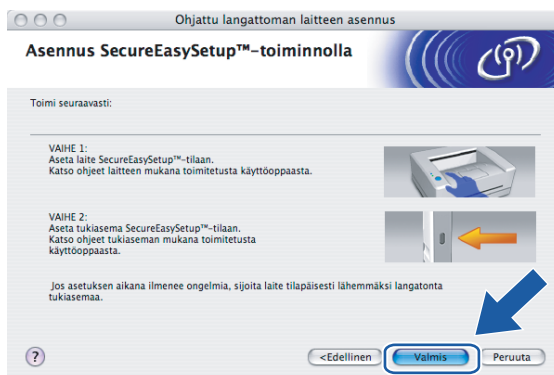 Ohjattu langattoman laitteen asennus
Asennus SecureEasySetup™-toiminnolla
Toimi seuraavasti:
VAIHE 1:
Aseta laite SecureEasySetup™-tilaan.
Katso ohjeet laitteen mukana toimitetusta käyttöoppaasta.
VAIHE 2:
Aseta tukiasema SecureEasySetup™-tilaan.
Katso ohjeet tukiaseman mukana toimitetusta
käyttöoppaasta.
Jos asetuksen aikana ilmenee ongelmia, sijoita laite tilapäisesti lähemmäksi langatonta
tukiasemaa.
?
<Edellinen
Valmis
Peruuta